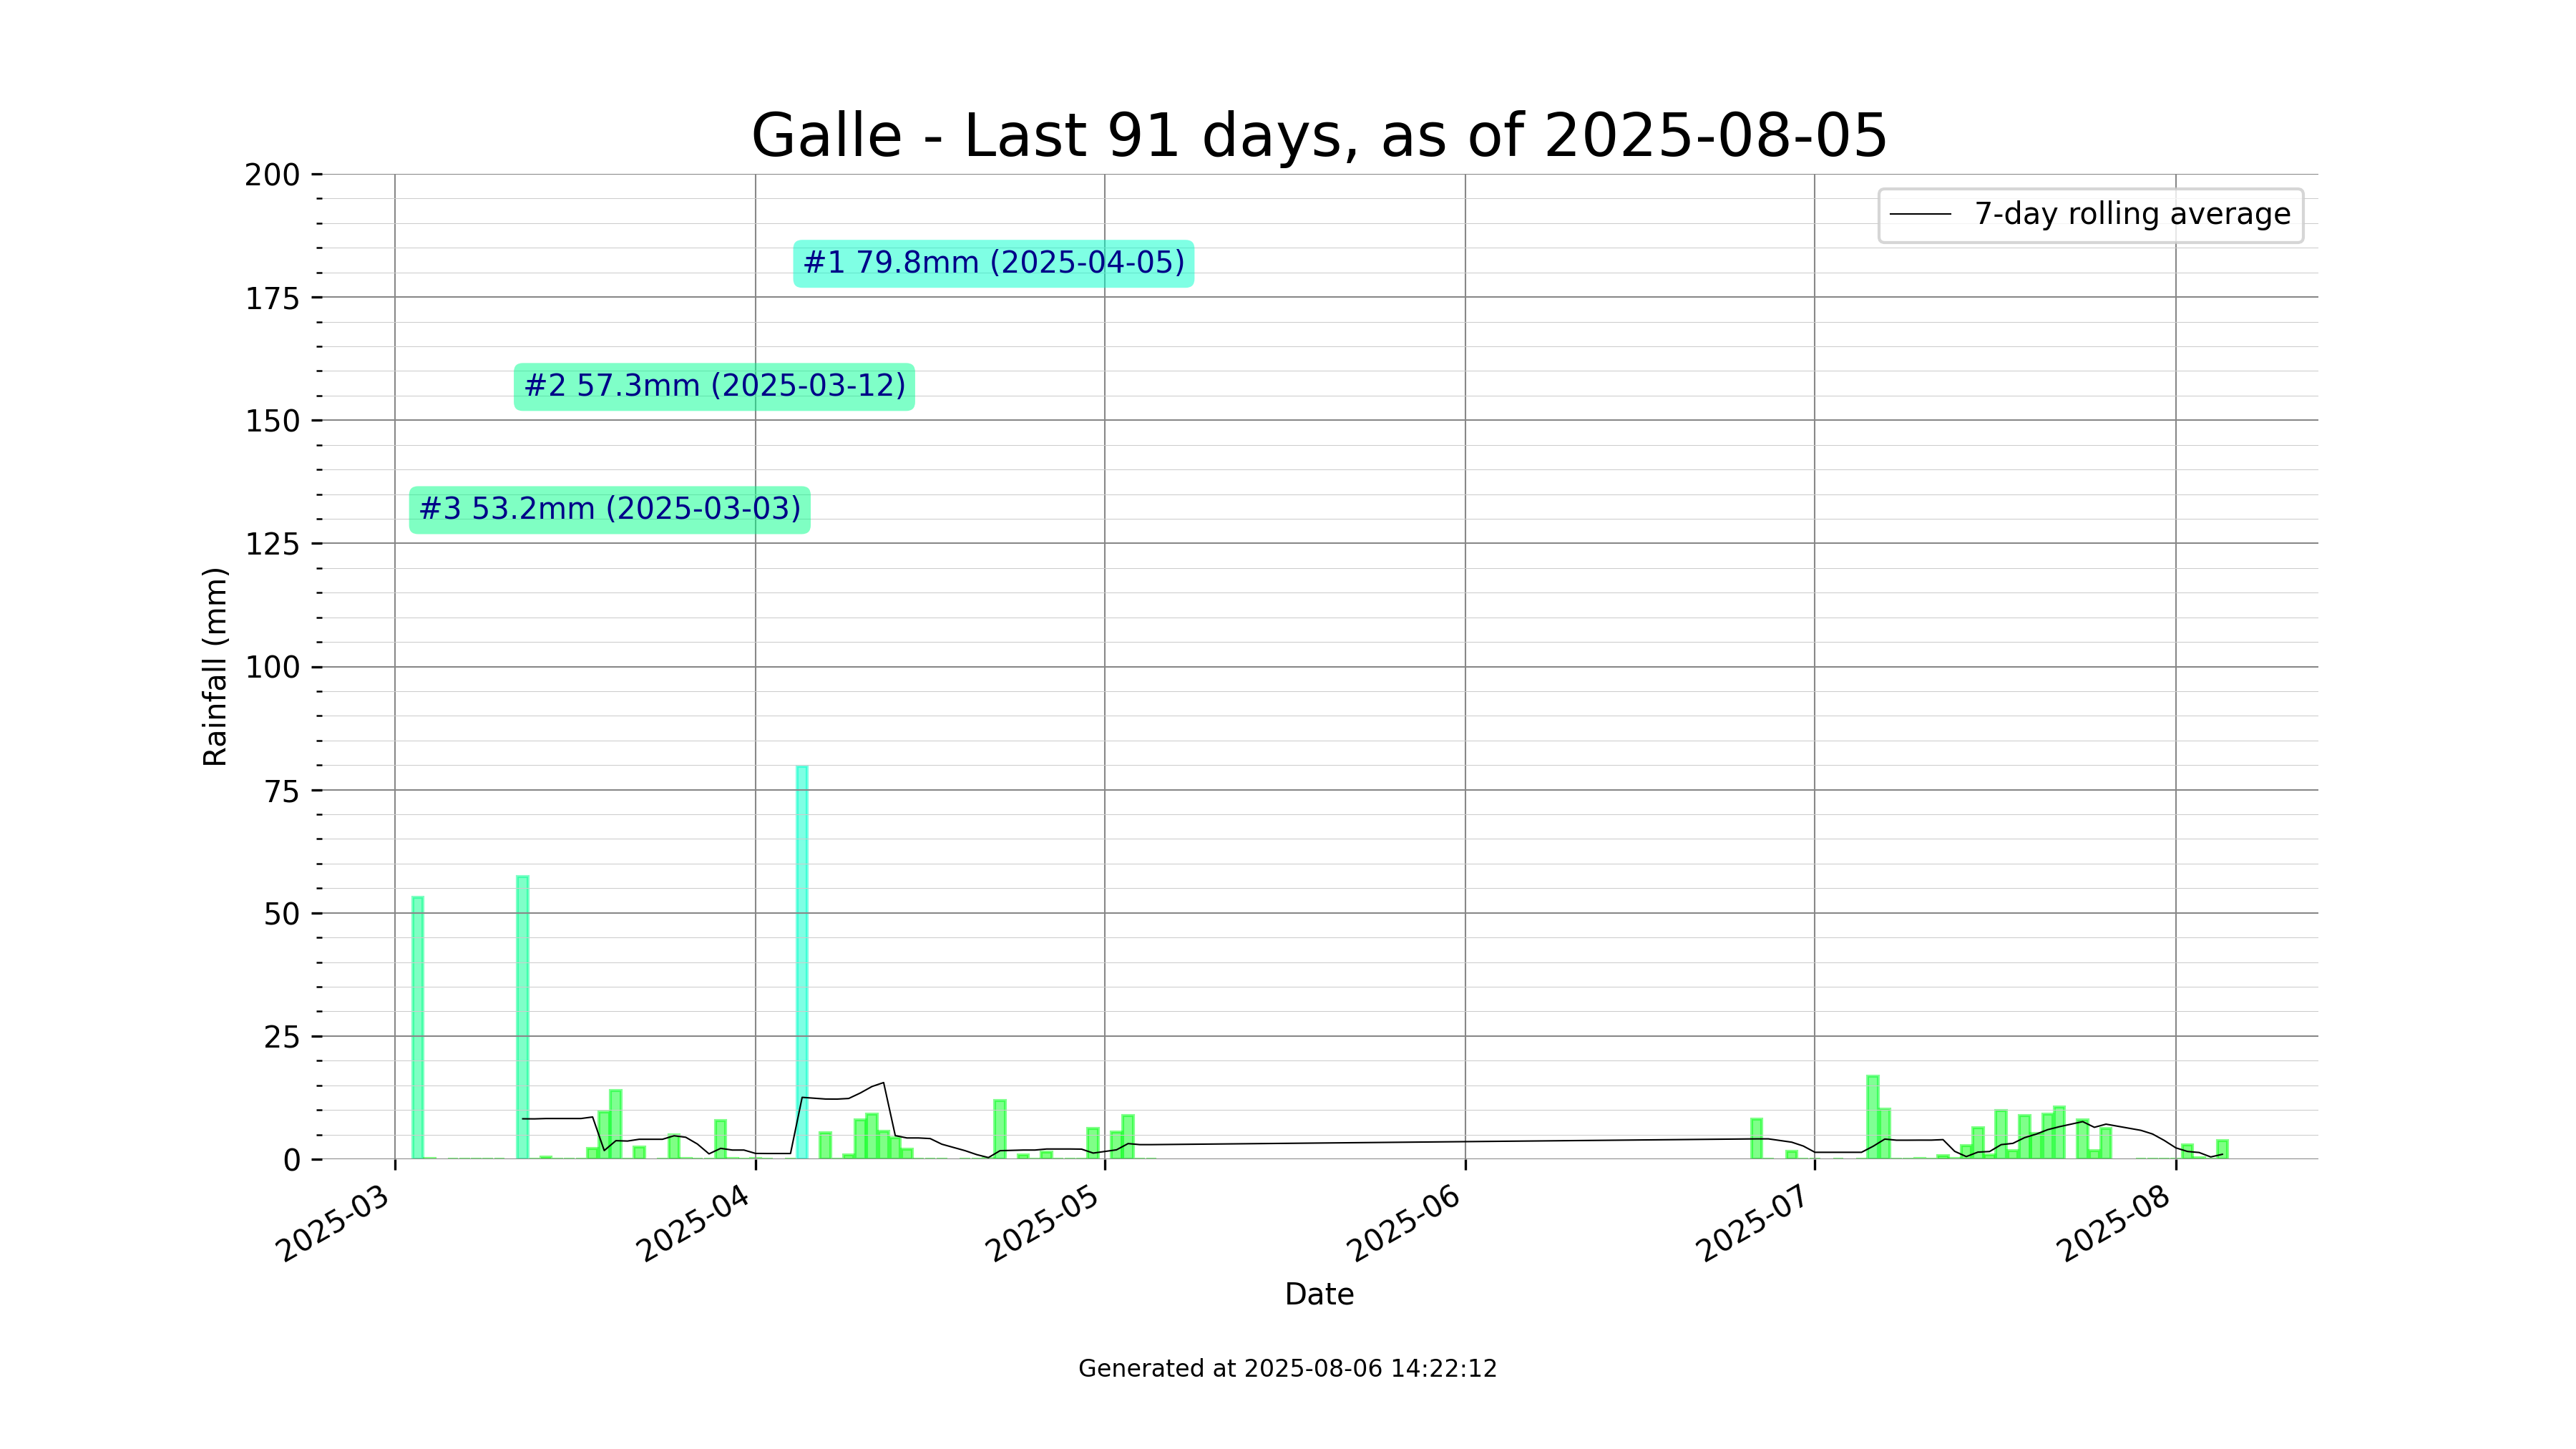 Galle - Last 91 days, as of 2025-08-05
200
175
150
125
100
75
50
25
0
Rainfall (mm)
7-day rolling average
#1 79.8mm (2025-04-05)
#2 57.3mm (2025-03-12)
#3 53.2mm (2025-03-03)
2025-03
2025-04
2025-05
2025-06
2025-07
2025-08
Date
Generated at 2025-08-06 14:22:12